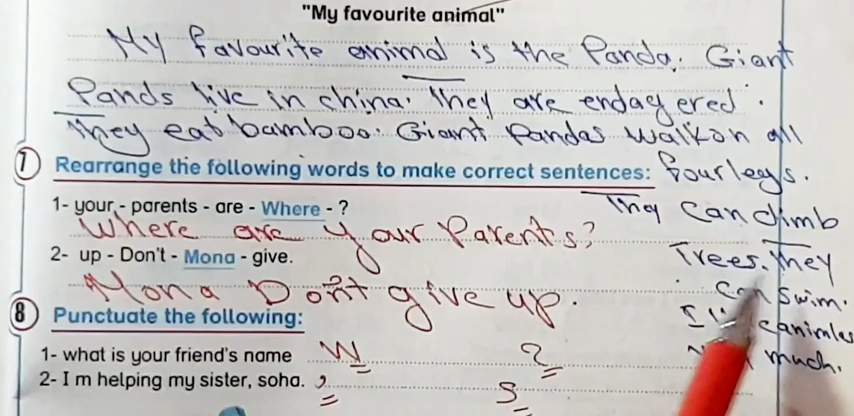 "My favourite animal"
My favourite animal is the Panda. Giant
Pands live in china. They are endagered.
They eat bamboo. Giant Pandas walk on all
four legs.
They can climb
Trees. They
can swim.
canimles
much.
7 Rearrange the following words to make correct sentences:
1- your - parents - are - Where - ?
Where are your Parents?
2- up - Don't - Mona - give.
Mona Don't give up.
8 Punctuate the following:
1- what is your friend's name W ?
2- I m helping my sister, soha. ' S